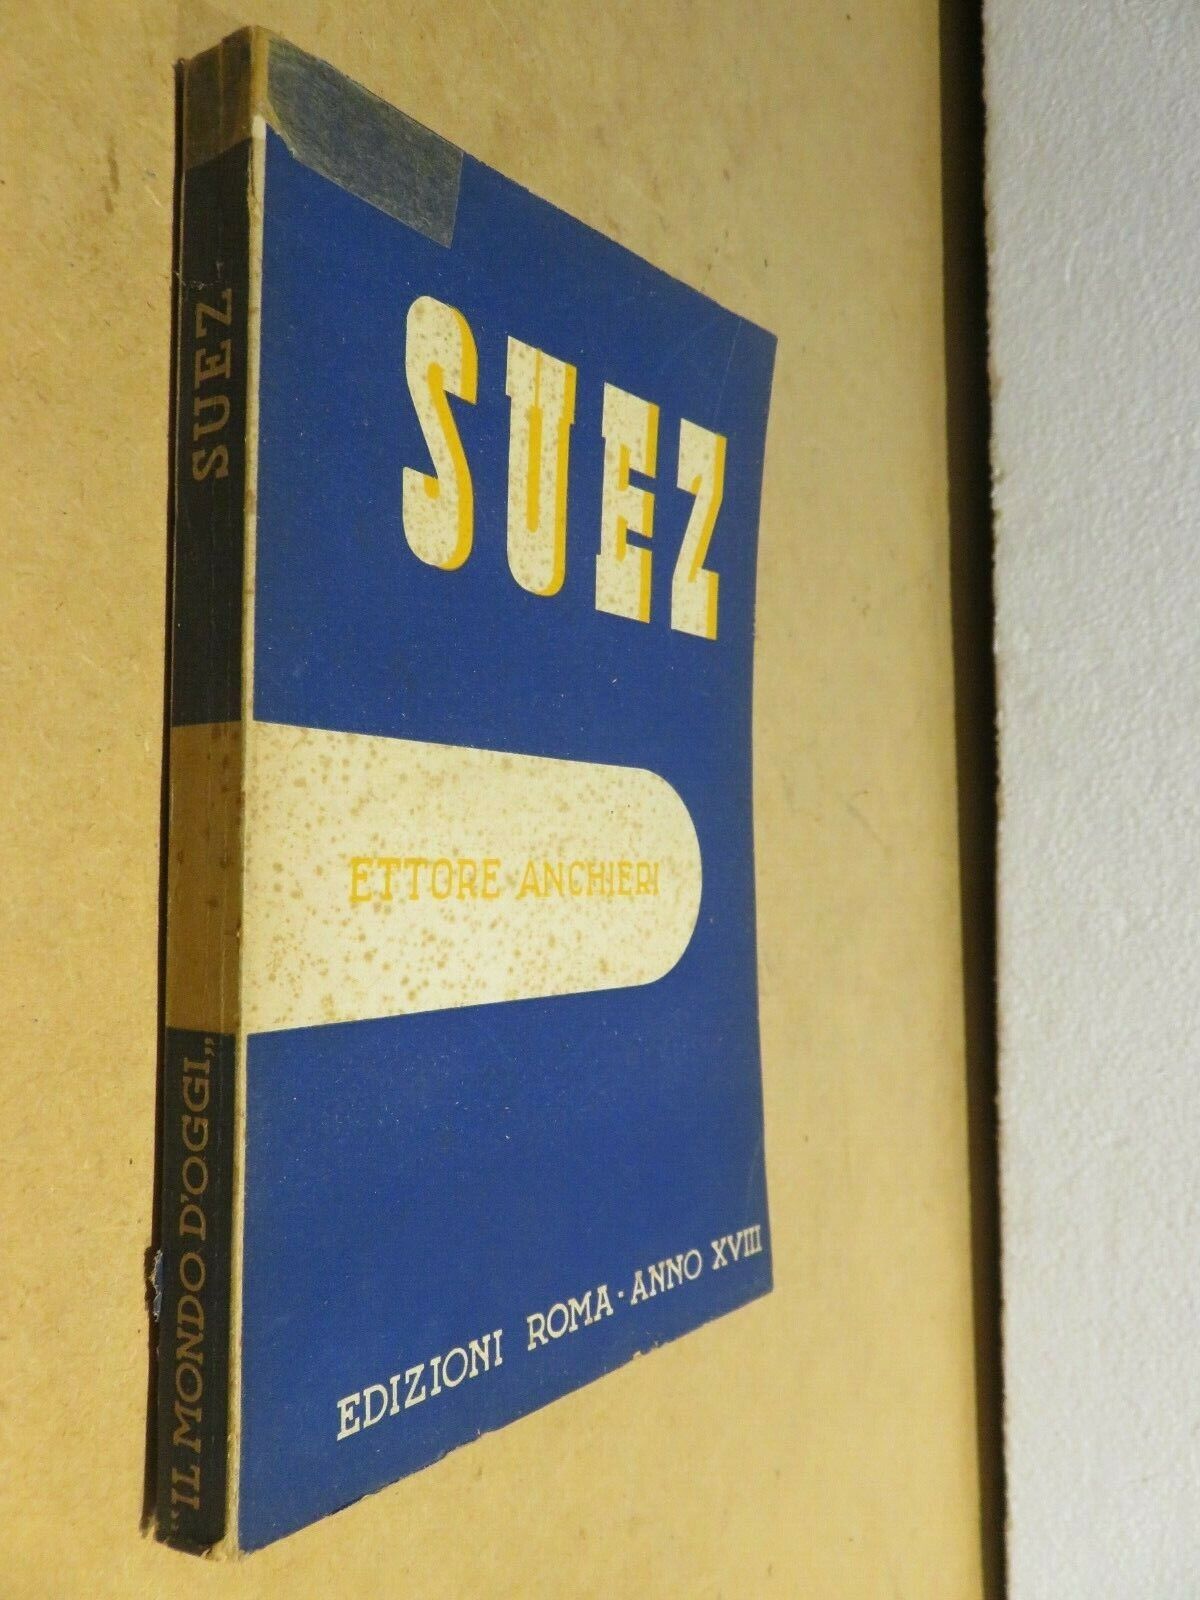 SUEZ
ETTORE ANCHIERI
EDIZIONI ROMA · ANNO XVIII
SUEZ
"IL MONDO D'OGGI„